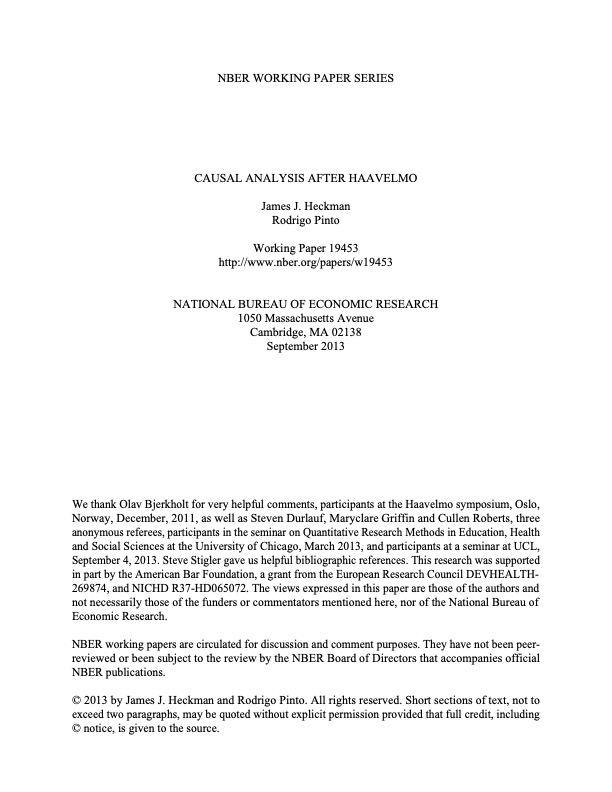 NBER WORKING PAPER SERIES
CAUSAL ANALYSIS AFTER HAAVELMO
James J. Heckman
Rodrigo Pinto
Working Paper 19453
http://www.nber.org/papers/w19453
NATIONAL BUREAU OF ECONOMIC RESEARCH
1050 Massachusetts Avenue
Cambridge, MA 02138
September 2013
We thank Olav Bjerkholt for very helpful comments, participants at the Haavelmo symposium, Oslo,
Norway, December, 2011, as well as Steven Durlauf, Maryclare Griffin and Cullen Roberts, three
anonymous referees, participants in the seminar on Quantitative Research Methods in Education, Health
and Social Sciences at the University of Chicago, March 2013, and participants at a seminar at UCL,
September 4, 2013. Steve Stigler gave us helpful bibliographic references. This research was supported
in part by the American Bar Foundation, a grant from the European Research Council DEVHEALTH-
269874, and NICHD R37-HD065072. The views expressed in this paper are those of the authors and
not necessarily those of the funders or commentators mentioned here, nor of the National Bureau of
Economic Research.
NBER working papers are circulated for discussion and comment purposes. They have not been peer-
reviewed or been subject to the review by the NBER Board of Directors that accompanies official
NBER publications.
© 2013 by James J. Heckman and Rodrigo Pinto. All rights reserved. Short sections of text, not to
exceed two paragraphs, may be quoted without explicit permission provided that full credit, including
© notice, is given to the source.